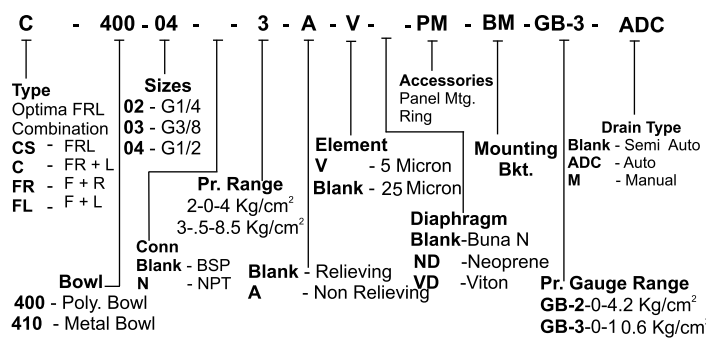 C - 400 - 04 - - 3 - A - V - - PM - BM - GB-3 - ADC
Type
Optima FRL
Combination
CS - FRL
C - FR + L
FR - F + R
FL - F + L
Sizes
02 - G1/4
03 - G3/8
04 - G1/2
Accessories
Panel Mtg.
Ring
Drain Type
Blank - Semi Auto
ADC - Auto
M - Manual
Element
V - 5 Micron
Blank - 25 Micron
Mounting
Bkt.
Pr. Range
2-0-4 Kg/cm²
3-.5-8.5 Kg/cm²
Diaphragm
Blank-Buna N
ND -Neoprene
VD -Viton
Conn
Blank - BSP
N - NPT
Blank - Relieving
A - Non Relieving
Bowl
400 - Poly. Bowl
410 - Metal Bowl
Pr. Gauge Range
GB-2-0-4.2 Kg/cm²
GB-3-0-1 0.6 Kg/cm²